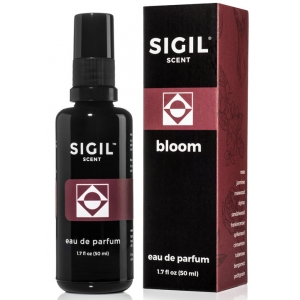 SIGIL™
SCENT
eau de parfum
1.7 fl oz (50 ml)
SIGIL®
SCENT
bloom
eau de parfum
1.7 fl oz (50 ml)